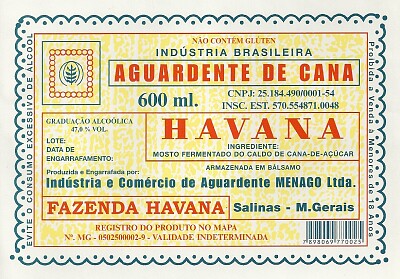 NÃO CONTÉM GLÚTEN
INDÚSTRIA BRASILEIRA
AGUARDENTE DE CANA
600 ml.
CNPJ: 25.184.490/0001-54
INSC. EST. 570.554871.0048
GRADUAÇÃO ALCOÓLICA
47,0 % VOL.
HAVANA
LOTE:
DATA DE
ENGARRAFAMENTO:
INGREDIENTE:
MOSTO FERMENTADO DO CALDO DE CANA-DE-AÇÚCAR
ARMAZENADA EM BÁLSAMO
Produzida e Engarrafada por:
Indústria e Comércio de Aguardente MENAGO Ltda.
FAZENDA HAVANA
Salinas - M.Gerais
REGISTRO DO PRODUTO NO MAPA
Nº. MG - 0502500002-9 - VALIDADE INDETERMINADA
7 898069 770025
EVITE O CONSUMO EXCESSIVO DE ÁLCOOL
Proibida a Venda à Menores de 18 Anos